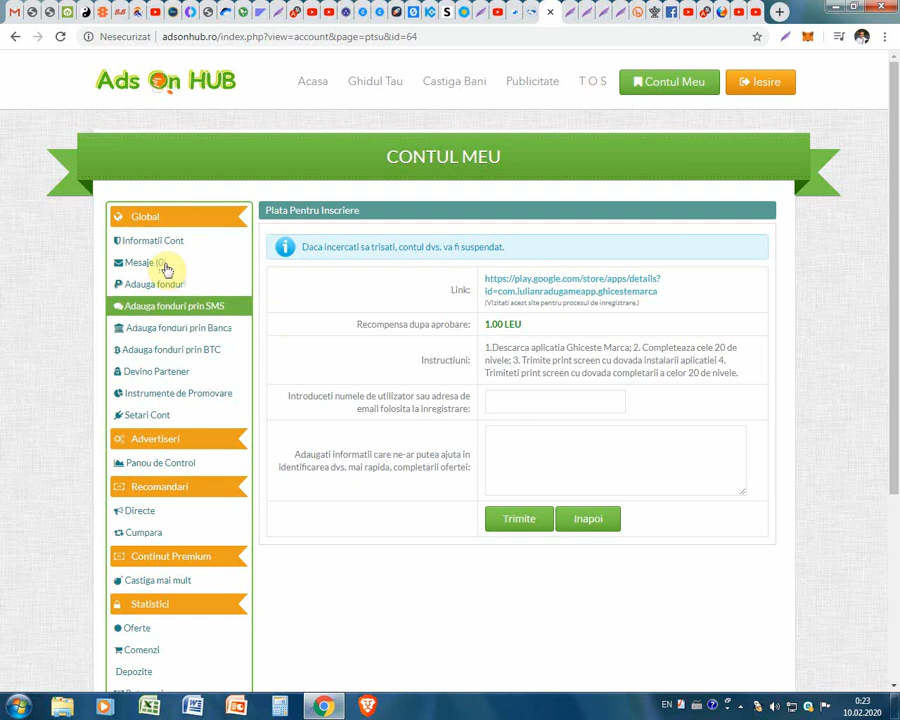 Nesecurizat | adsonhub.ro/index.php?view=account&page=ptsu&id=64
Ads On HUB
Acasa
Ghidul Tau
Castiga Bani
Publicitate
T O S
Contul Meu
Iesire
CONTUL MEU
Global
Informatii Cont
Mesaje (0)
Adauga fonduri
Adauga fonduri prin SMS
Adauga fonduri prin Banca
Adauga fonduri prin BTC
Devino Partener
Instrumente de Promovare
Setari Cont
Advertiseri
Panou de Control
Recomandari
Directe
Cumpara
Continut Premium
Castiga mai mult
Statistici
Oferte
Comenzi
Depozite
Plata Pentru Inscriere
Daca incercati sa trisati, contul dvs. va fi suspendat.
Link:
https://play.google.com/store/apps/details?
id=com.iulianradugameapp.ghicestemarca
(Vizitati acest site pentru procesul de inregistrare.)
Recompensa dupa aprobare:
1.00 LEU
Instructiuni:
1.Descarca aplicatia Ghiceste Marca; 2. Completeaza cele 20 de
nivele; 3. Trimite print screen cu dovada instalarii aplicatiei 4.
Trimiteti print screen cu dovada completarii a celor 20 de nivele.
Introduceti numele de utilizator sau adresa de
email folosita la inregistrare:
Adaugati informatii care ne-ar putea ajuta in
identificarea dvs. mai rapida, completarii ofertei:
Trimite
Inapoi
EN
0:23
10.02.2020